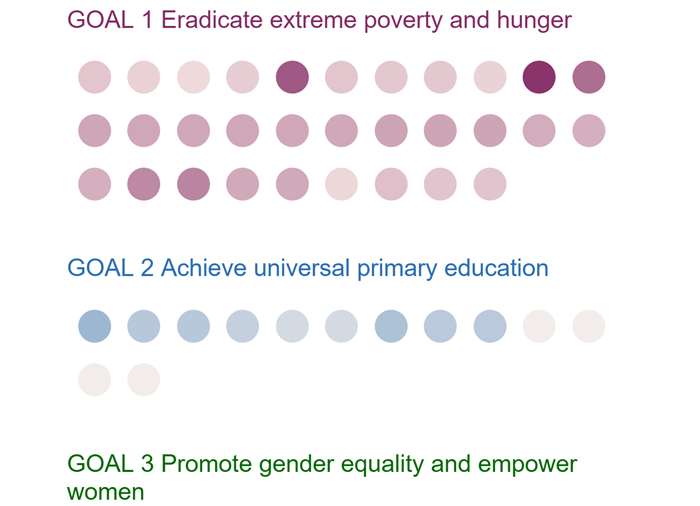 GOAL 1 Eradicate extreme poverty and hunger
GOAL 2 Achieve universal primary education
GOAL 3 Promote gender equality and empower
women